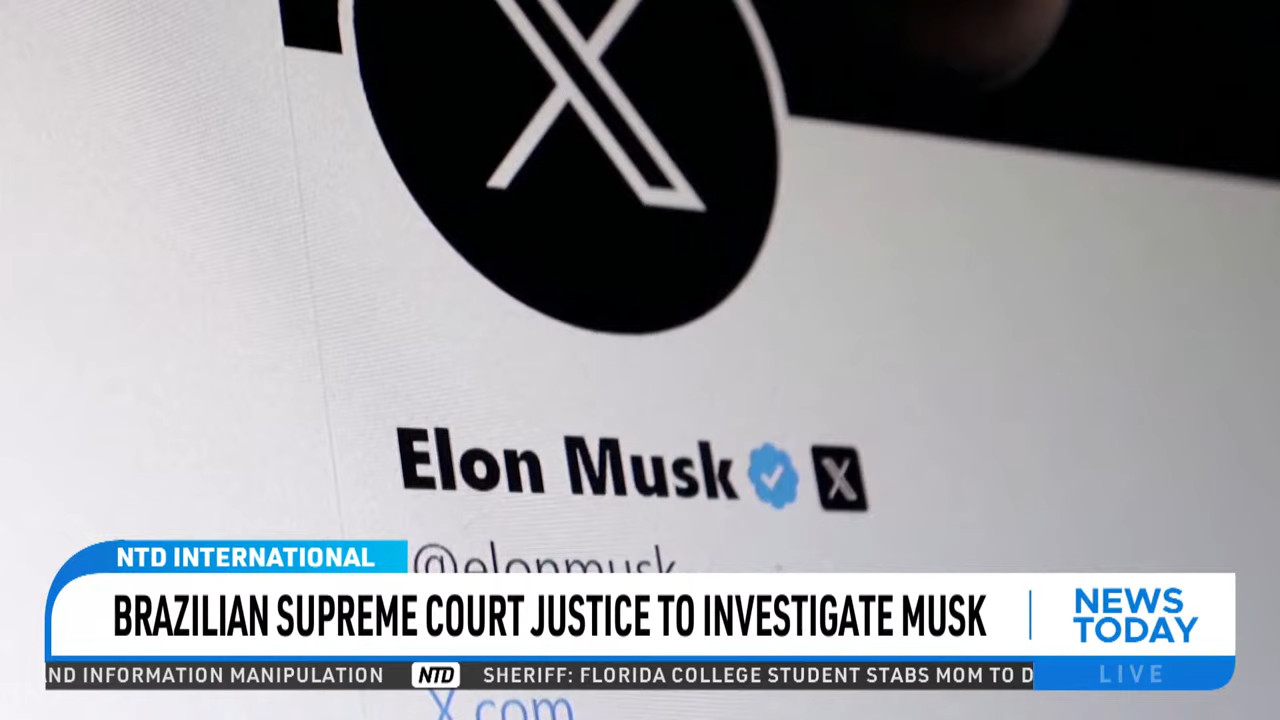 X
Elon Musk X
@elonmusk
NTD INTERNATIONAL
BRAZILIAN SUPREME COURT JUSTICE TO INVESTIGATE MUSK
NEWS
TODAY
ND INFORMATION MANIPULATION NTD SHERIFF: FLORIDA COLLEGE STUDENT STABS MOM TO D
LIVE
X.com